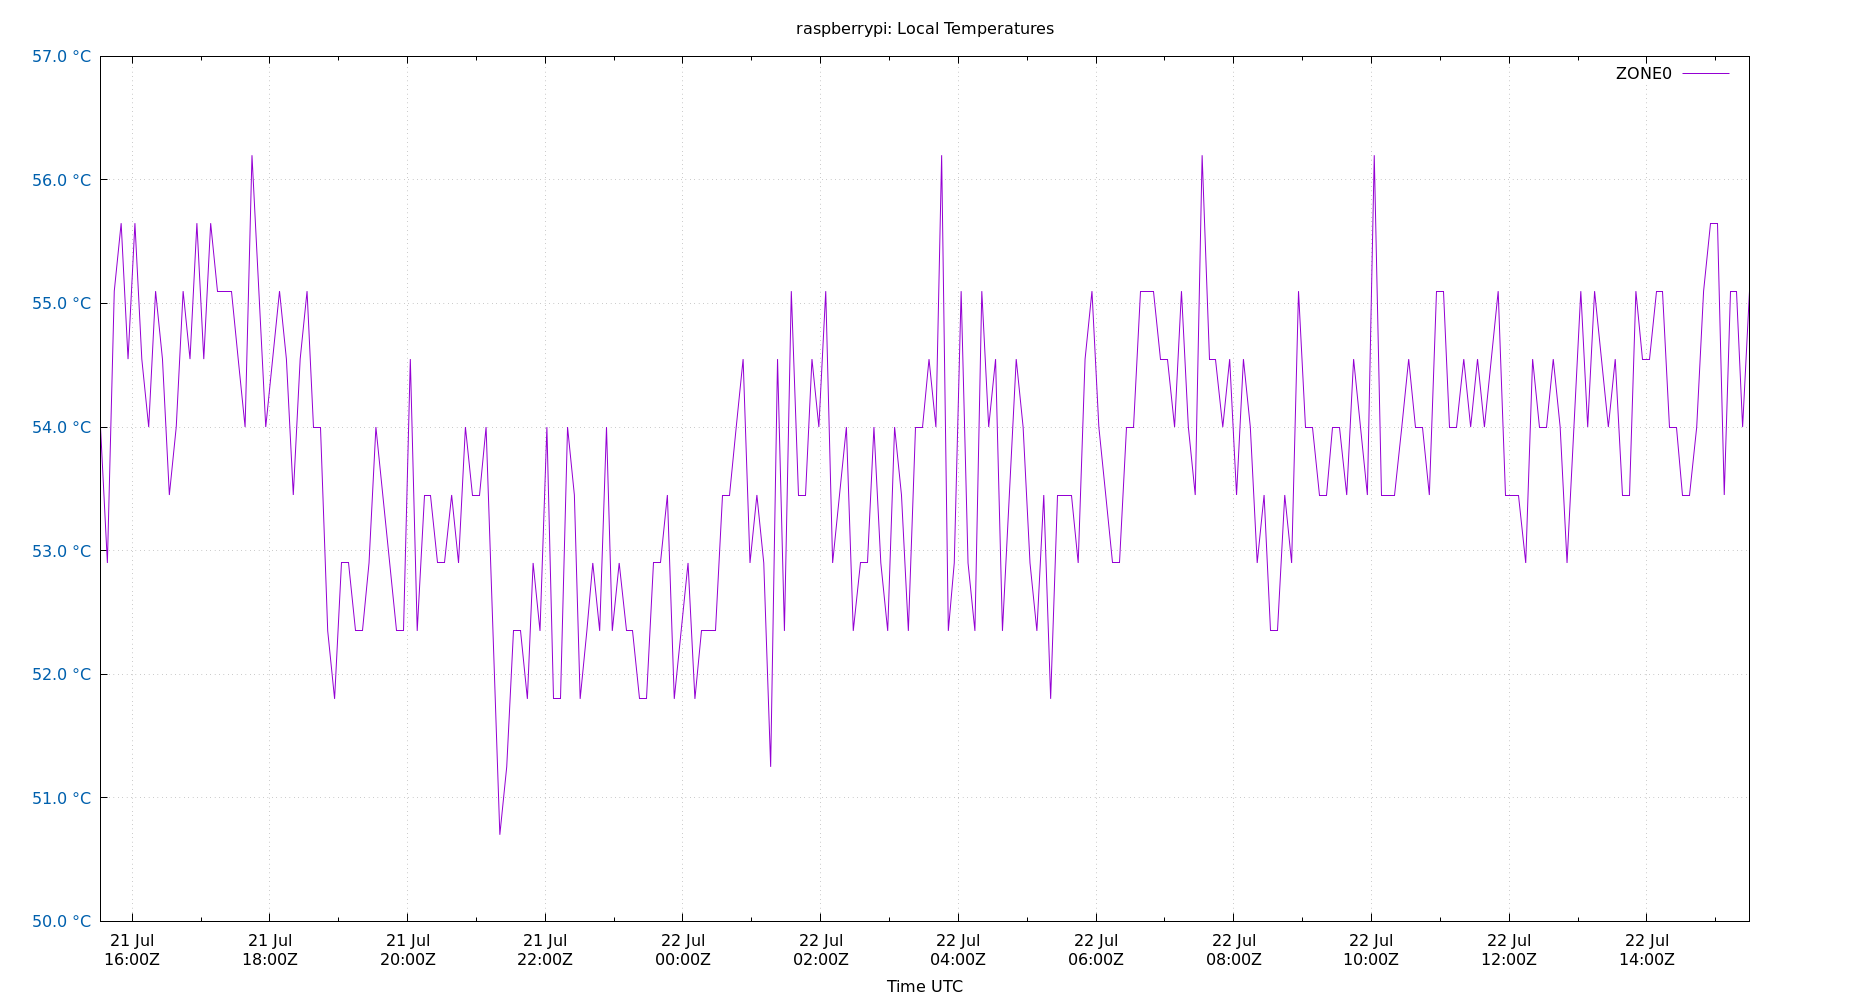 raspberrypi: Local Temperatures
57.0 °C
ZONE0
56.0 °C
55.0 °C
54.0 °C
53.0 °C
52.0 °C
51.0 °C
50.0 °C
21 Jul 21 Jul 21 Jul 21 Jul 22 Jul 22 Jul 22 Jul 22 Jul 22 Jul 22 Jul 22 Jul 22 Jul
16:00Z 18:00Z 20:00Z 22:00Z 00:00Z 02:00Z 04:00Z 06:00Z 08:00Z 10:00Z 12:00Z 14:00Z
Time UTC